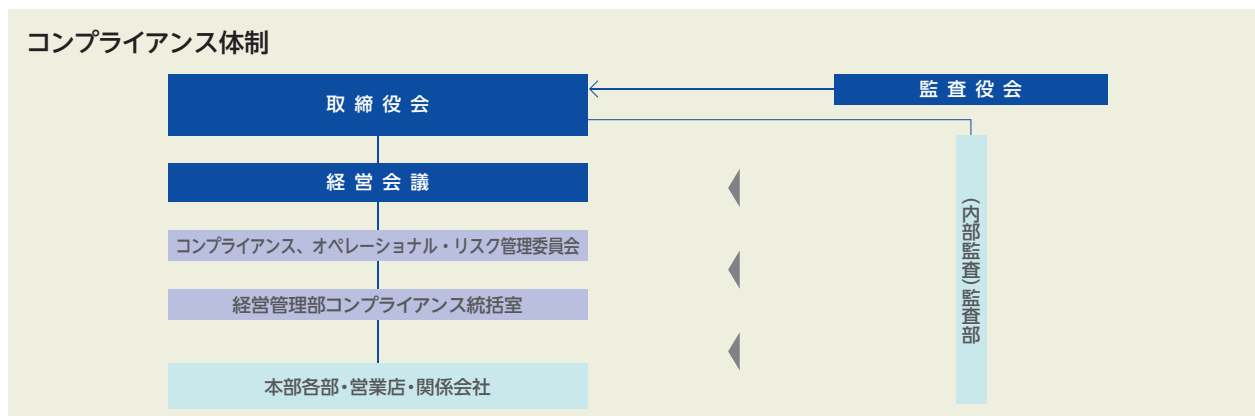 コンプライアンス体制
取締役会
監査役会
経営会議
コンプライアンス、オペレーショナル・リスク管理委員会
経営管理部コンプライアンス統括室
本部各部・営業店・関係会社
（内部監査）監査部